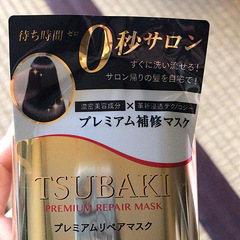 待ち時間 ゼロ
0秒サロン
すぐに洗い流せる！
サロン帰りの髪を自宅で！
濃密美容成分 × 革新浸透テクノロジー
プレミアム補修マスク
TSUBAKI
PREMIUM REPAIR MASK
プレミアムリペアマスク